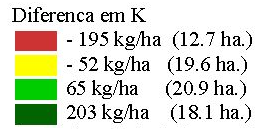 Diferenca em K
- 195 kg/ha (12.7 ha.)
- 52 kg/ha (19.6 ha.)
65 kg/ha (20.9 ha.)
203 kg/ha (18.1 ha.)